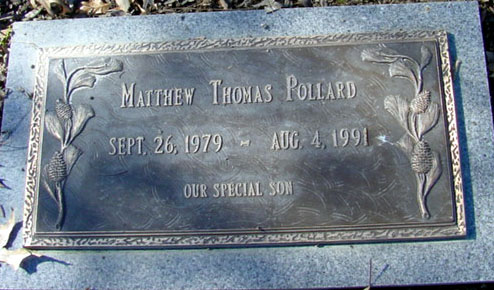 Matthew Thomas Pollard
Sept. 26, 1979 - Aug. 4, 1991
Our Special Son